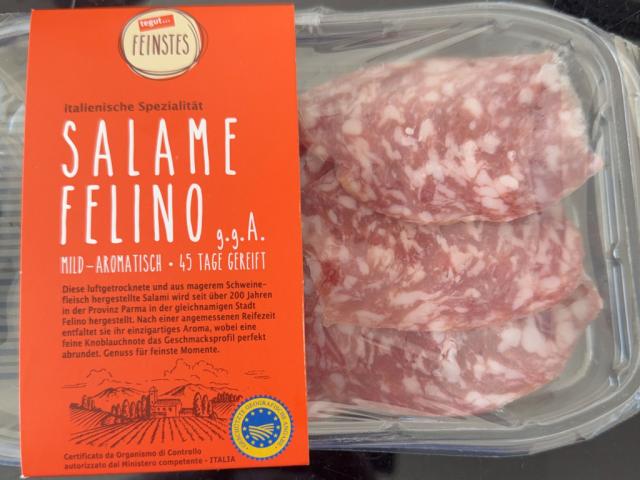 tegut...
FEINSTES
italienische Spezialität
SALAME
FELINO g.g.A.
MILD-AROMATISCH • 45 TAGE GEREIFT
Diese luftgetrocknete und aus magerem Schweine-
fleisch hergestellte Salami wird seit über 200 Jahren
in der Provinz Parma in der gleichnamigen Stadt
Felino hergestellt. Nach einer angemessenen Reifezeit
entfaltet sie ihr einzigartiges Aroma, wobei eine
feine Knoblauchnote das Geschmacksprofil perfekt
abrundet. Genuss für feinste Momente.
GESCHÜTZTE GEOGRAFISCHE ANGABE
Certificato da Organismo di Controllo
autorizzato dal Ministero competente - ITALIA